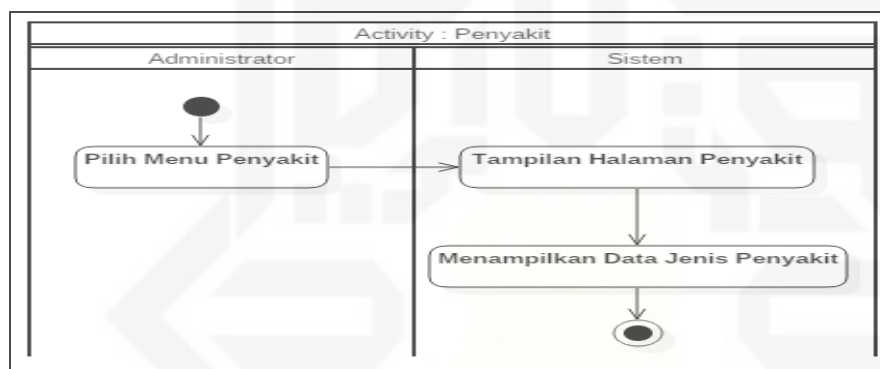 Activity : Penyakit
Administrator
Sistem
Pilih Menu Penyakit
Tampilan Halaman Penyakit
Menampilkan Data Jenis Penyakit